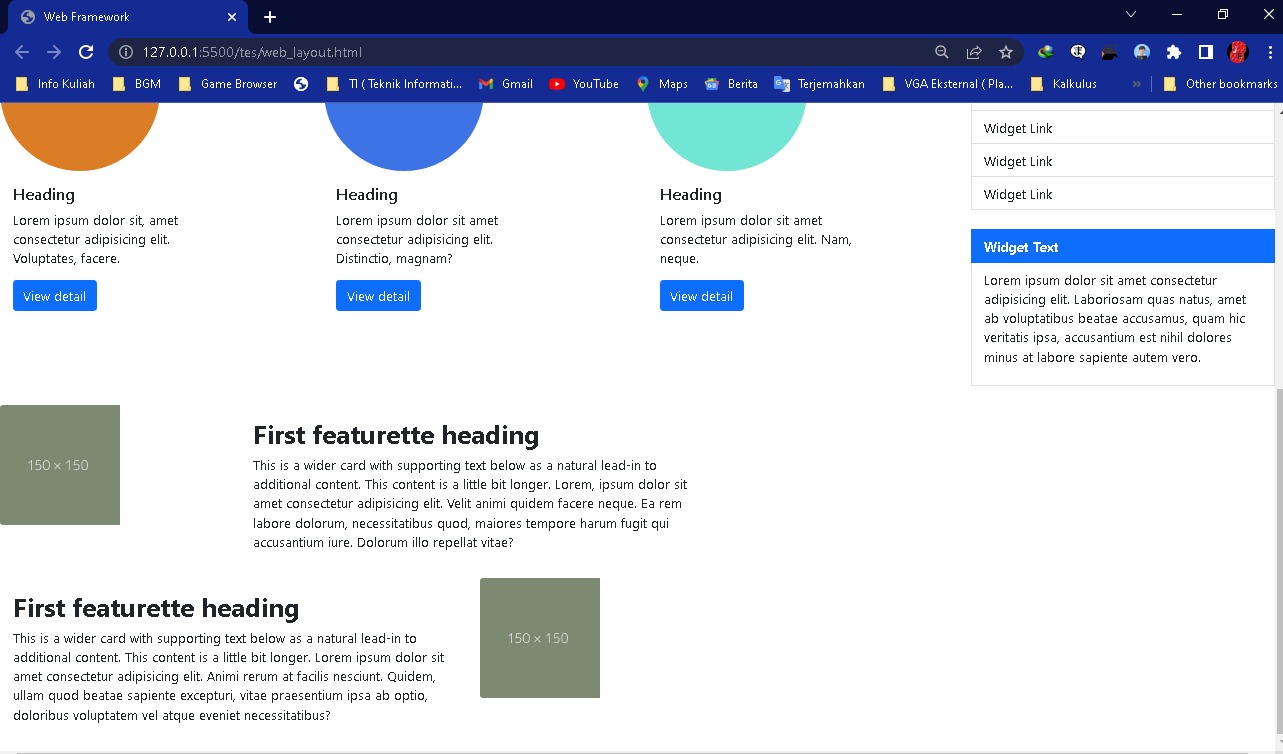 Web Framework
127.0.0.1:5500/tes/web_layout.html
Info Kuliah
BGM
Game Browser
TI ( Teknik Informati...
Gmail
YouTube
Maps
Berita
Terjemahkan
VGA Eksternal ( Pla...
Kalkulus
»
Other bookmarks
Heading
Lorem ipsum dolor sit, amet
consectetur adipisicing elit.
Voluptates, facere.
View detail
Heading
Lorem ipsum dolor sit amet
consectetur adipisicing elit.
Distinctio, magnam?
View detail
Heading
Lorem ipsum dolor sit amet
consectetur adipisicing elit. Nam,
neque.
View detail
Widget Link
Widget Link
Widget Link
Widget Text
Lorem ipsum dolor sit amet consectetur
adipisicing elit. Laboriosam quas natus, amet
ab voluptatibus beatae accusamus, quam hic
veritatis ipsa, accusantium est nihil dolores
minus at labore sapiente autem vero.
150 × 150
First featurette heading
This is a wider card with supporting text below as a natural lead-in to
additional content. This content is a little bit longer. Lorem, ipsum dolor sit
amet consectetur adipisicing elit. Velit animi quidem facere neque. Ea rem
labore dolorum, necessitatibus quod, maiores tempore harum fugit qui
accusantium iure. Dolorum illo repellat vitae?
First featurette heading
This is a wider card with supporting text below as a natural lead-in to
additional content. This content is a little bit longer. Lorem ipsum dolor sit
amet consectetur adipisicing elit. Animi rerum at facilis nesciunt. Quidem,
ullam quod beatae sapiente excepturi, vitae praesentium ipsa ab optio,
doloribus voluptatem vel atque eveniet necessitatibus?
150 × 150